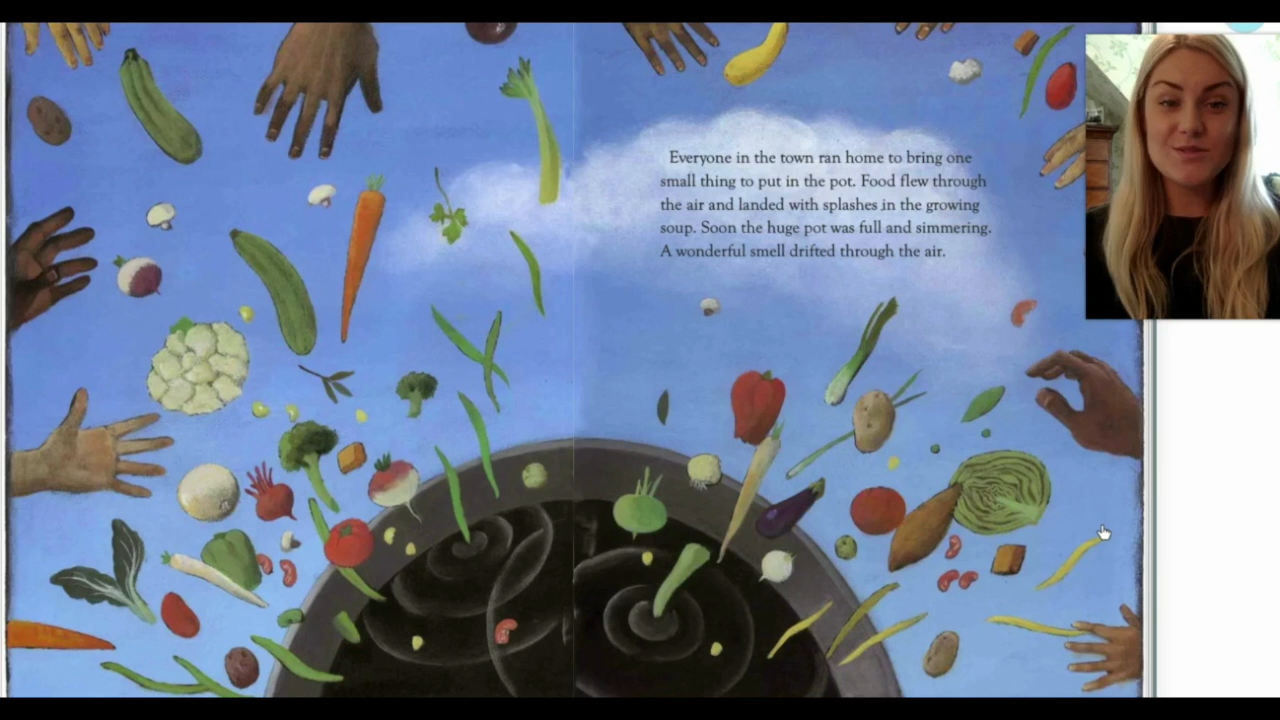 Everyone in the town ran home to bring one
small thing to put in the pot. Food flew through
the air and landed with splashes in the growing
soup. Soon the huge pot was full and simmering.
A wonderful smell drifted through the air.